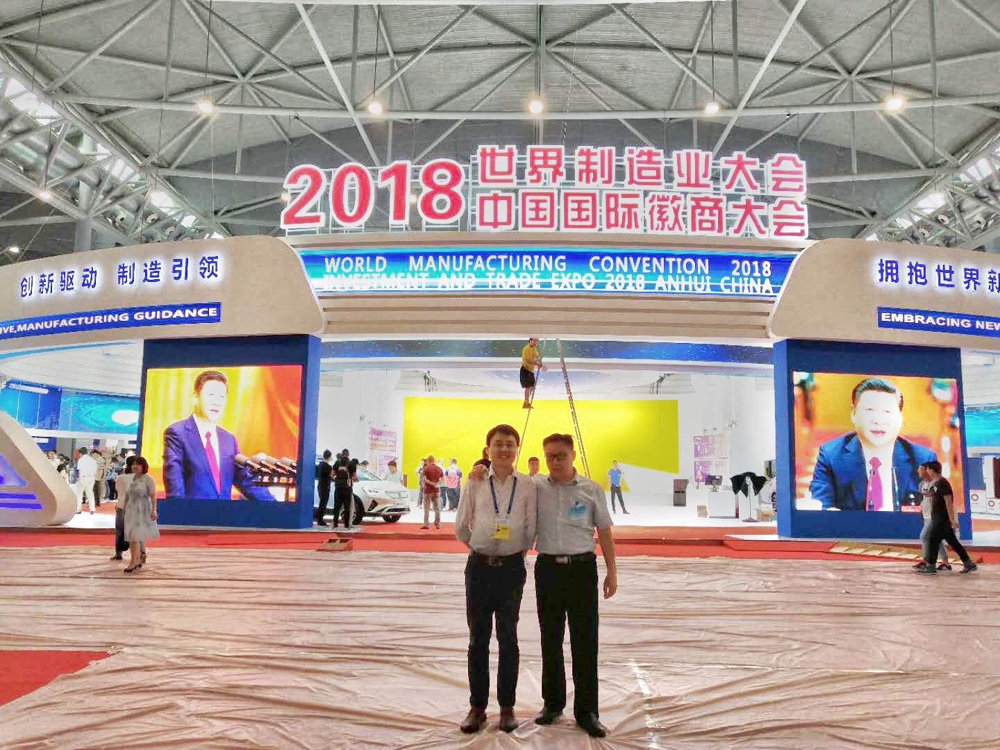 2018
世界制造业大会
中国国际徽商大会
WORLD MANUFACTURING CONVENTION 2018
INVESTMENT AND TRADE EXPO 2018 ANHUI CHINA
创新驱动 制造引领
MANUFACTURING GUIDANCE
拥抱世界新
EMBRACING NEW